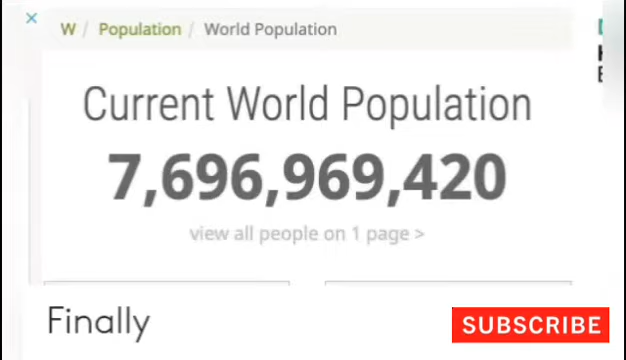 W / Population / World Population
Current World Population
7,696,969,420
view all people on 1 page >
Finally
SUBSCRIBE